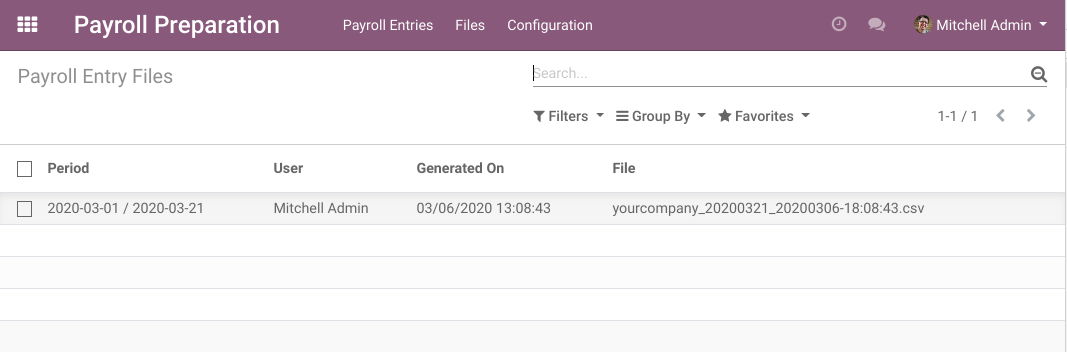 Payroll Preparation Payroll Entries Files Configuration Mitchell Admin
Payroll Entry Files Search...
Filters Group By Favorites 1-1 / 1
Period User Generated On File
2020-03-01 / 2020-03-21 Mitchell Admin 03/06/2020 13:08:43 yourcompany_20200321_20200306-18:08:43.csv